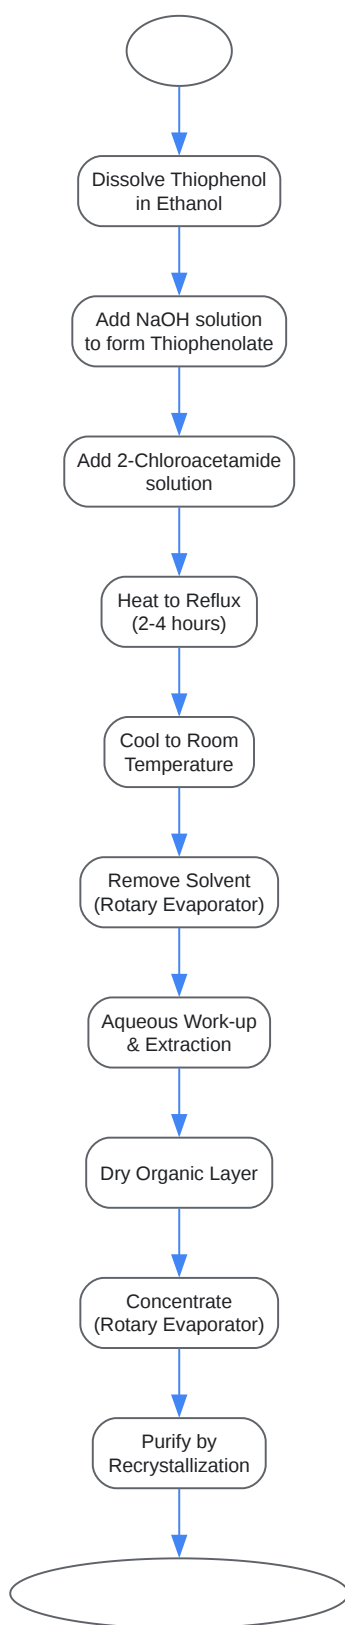 Dissolve Thiophenol
in Ethanol
Add NaOH solution
to form Thiophenolate
Add 2-Chloroacetamide
solution
Heat to Reflux
(2-4 hours)
Cool to Room
Temperature
Remove Solvent
(Rotary Evaporator)
Aqueous Work-up
& Extraction
Dry Organic Layer
Concentrate
(Rotary Evaporator)
Purify by
Recrystallization